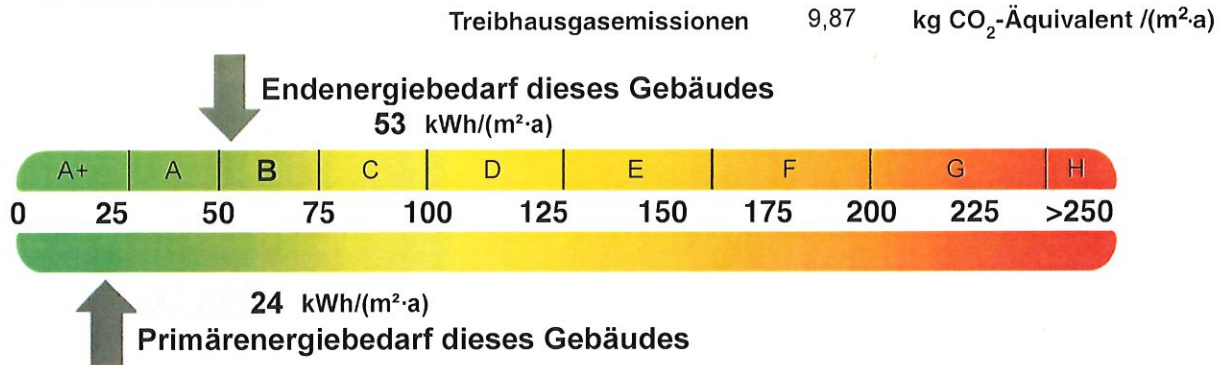 Treibhausgasemissionen 9,87 kg CO₂-Äquivalent /(m²·a)
Endenergiebedarf dieses Gebäudes
53 kWh/(m²·a)
A+ A B C D E F G H
0 25 50 75 100 125 150 175 200 225 >250
24 kWh/(m²·a)
Primärenergiebedarf dieses Gebäudes